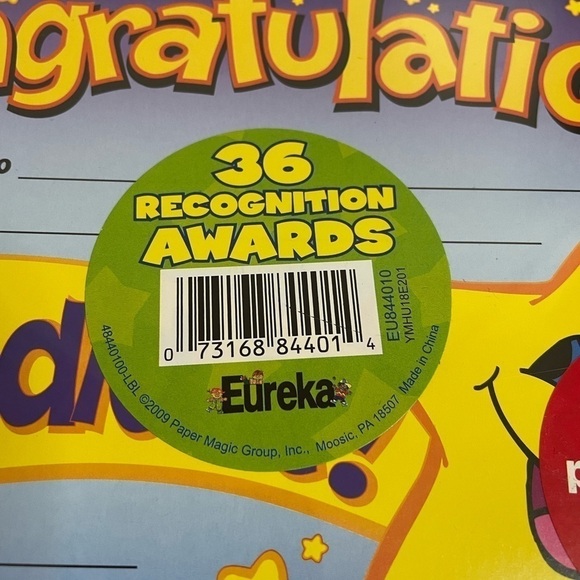 ngratulatio
36
RECOGNITION
AWARDS
0 73168 84401 4
EU844010
YMHU18E201
Eureka
48440100-LBL ©2009 Paper Magic Group, Inc., Moosic, PA 18507 Made in China